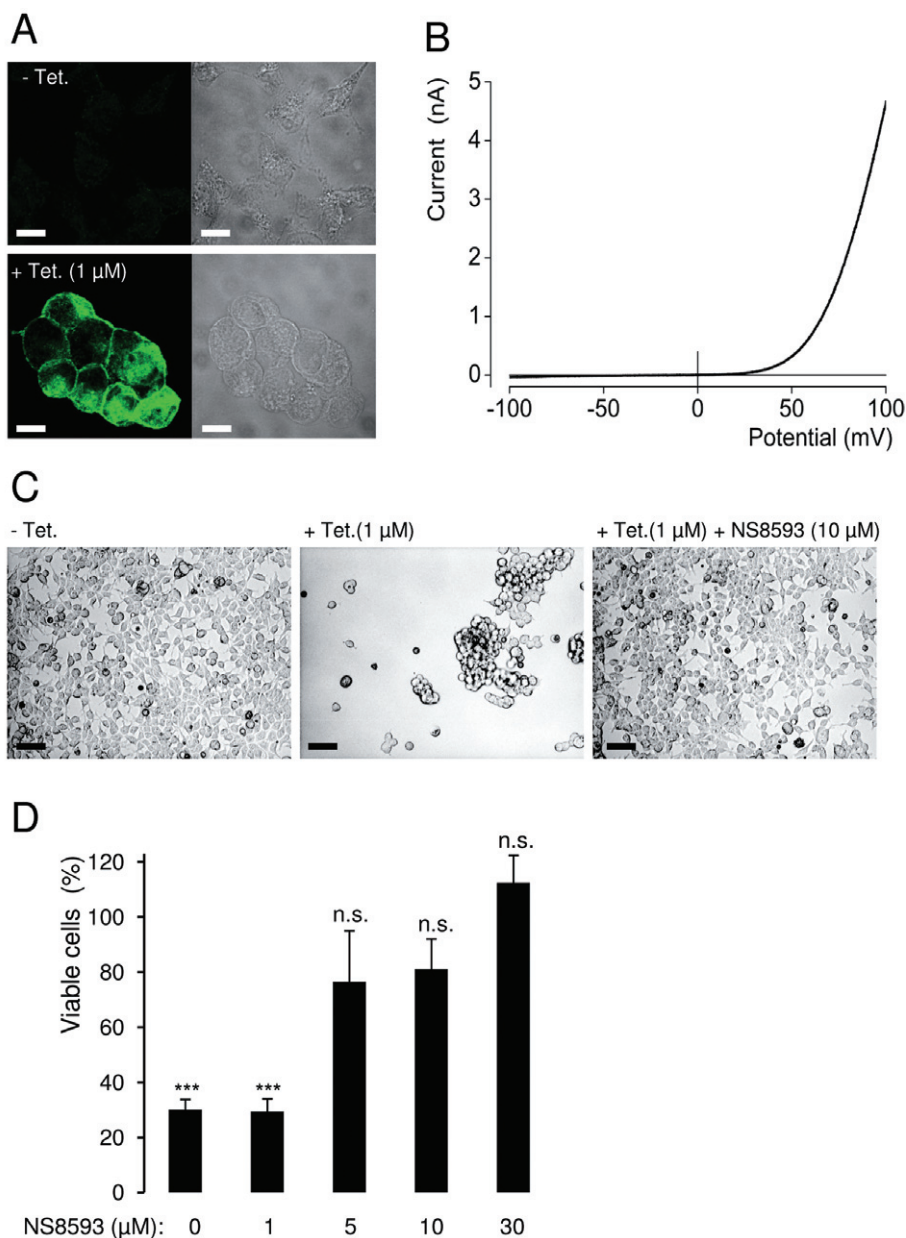 A
- Tet.
+ Tet. (1 µM)
B
Current (nA)
5
4
3
2
1
0
-100 -50 0 50 100
Potential (mV)
C
- Tet.
+ Tet.(1 µM)
+ Tet.(1 µM) + NS8593 (10 µM)
D
Viable cells (%)
120
100
80
60
40
20
0
***
***
n.s.
n.s.
n.s.
NS8593 (µM): 0 1 5 10 30